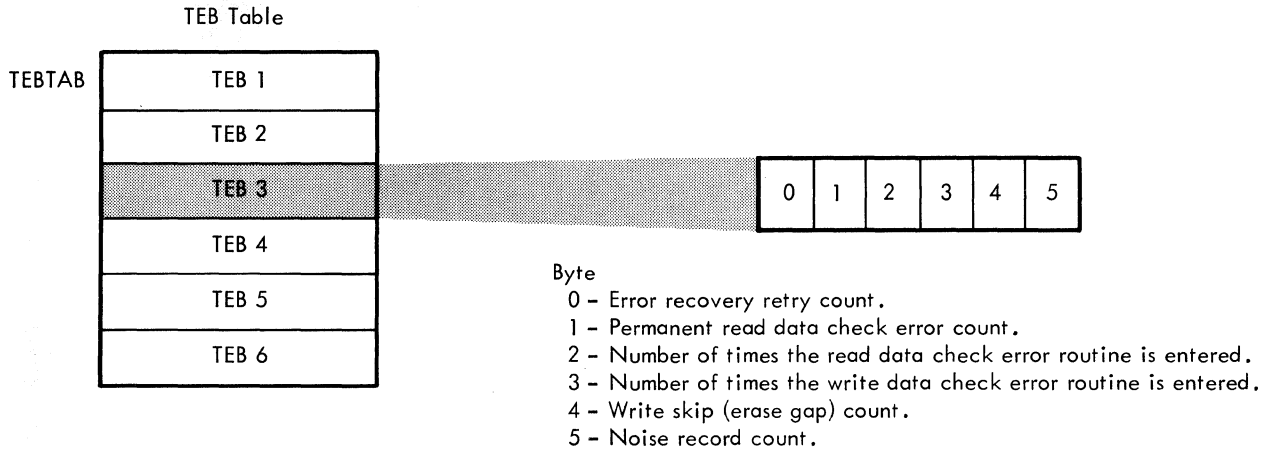 TEB Table
TEBTAB
TEB 1
TEB 2
TEB 3
TEB 4
TEB 5
TEB 6
0 1 2 3 4 5
Byte
0 – Error recovery retry count.
1 – Permanent read data check error count.
2 – Number of times the read data check error routine is entered.
3 – Number of times the write data check error routine is entered.
4 – Write skip (erase gap) count.
5 – Noise record count.